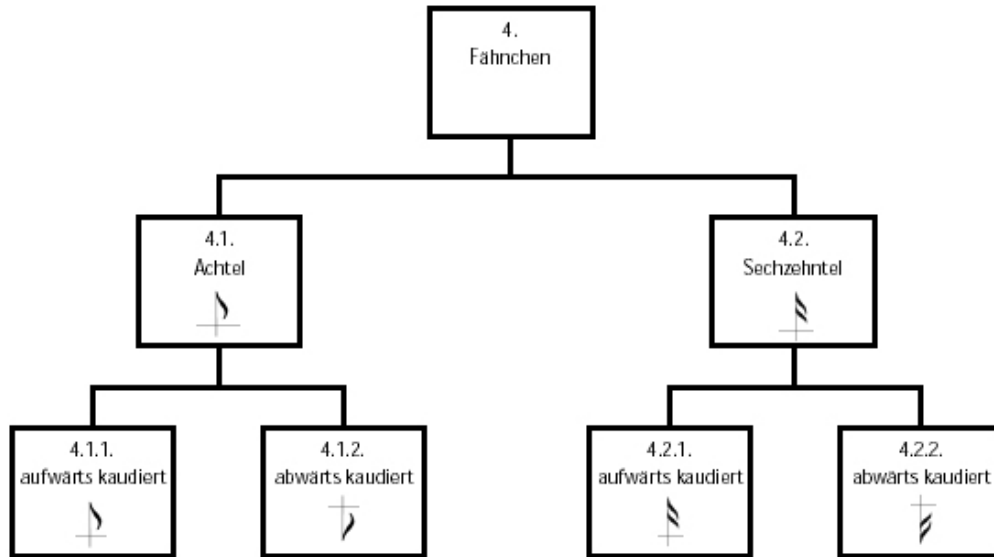 4.
Fähnchen
4.1.
Achtel
4.2.
Sechzehntel
4.1.1.
aufwärts kaudiert
4.1.2.
abwärts kaudiert
4.2.1.
aufwärts kaudiert
4.2.2.
abwärts kaudiert